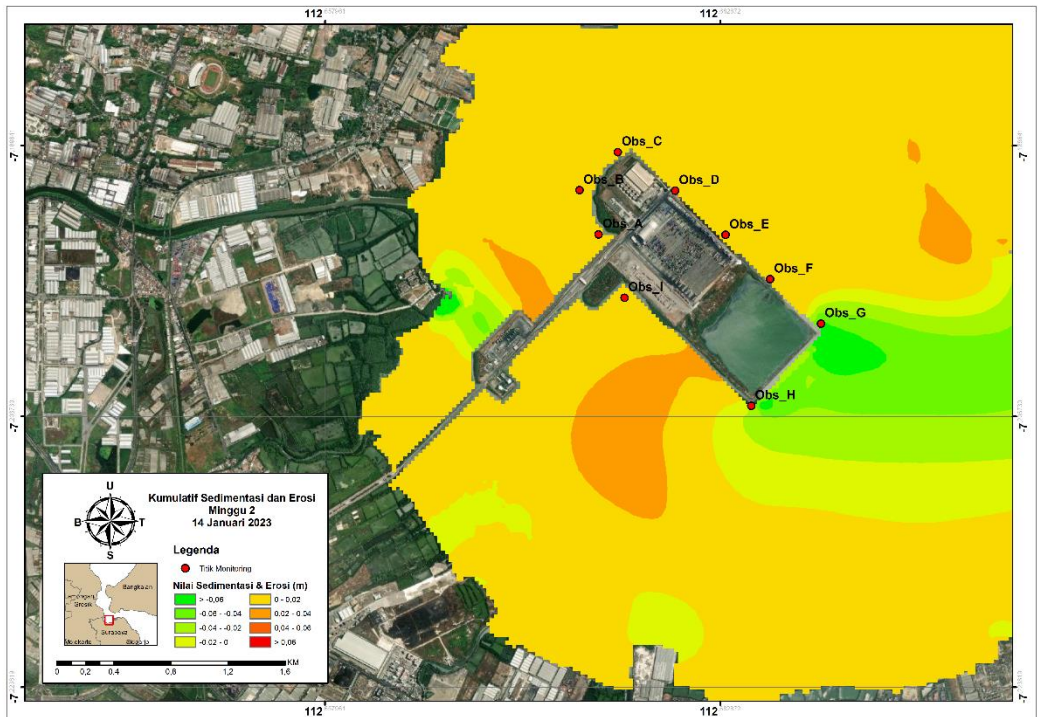 112
112
-7
-7
Obs_C
Obs_B
Obs_D
Obs_A
Obs_E
Obs_F
Obs_I
Obs_G
Obs_H
-7
-7
U
B T
S
Kumulatif Sedimentasi dan Erosi
Minggu 2
14 Januari 2023
Legenda
Titik Monitoring
Nilai Sedimentasi & Erosi (m)
> -0,06
-0.06 - -0.04
-0.04 - -0.02
-0.02 - 0
0 - 0,02
0.02 - 0.04
0,04 - 0.06
> 0,06
Bangkalan
Gresik
Surabaya
0 0,2 0,4 0,8 1,2 1,6
KM
-7
-7
112
112